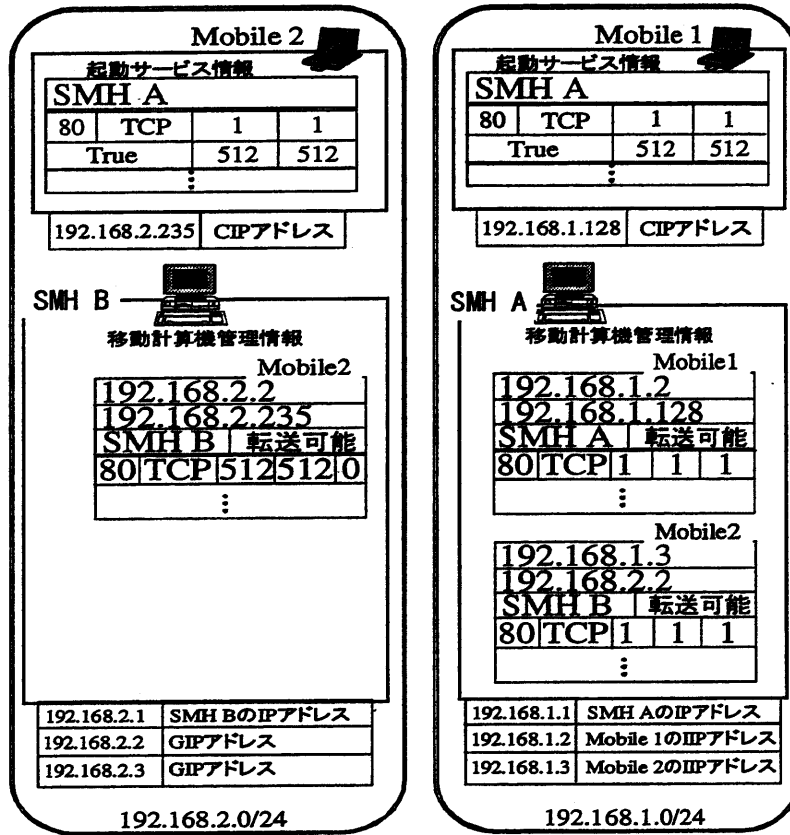 Mobile 2
起動サービス情報
SMH A
80 TCP 1 1
True 512 512
⋮
192.168.2.235 CIPアドレス
SMH B
移動計算機管理情報
Mobile2
192.168.2.2
192.168.2.235
SMH B 転送可能
80 TCP 512 512 0
⋮
192.168.2.1 SMH BのIPアドレス
192.168.2.2 GIPアドレス
192.168.2.3 GIPアドレス
192.168.2.0/24
Mobile 1
起動サービス情報
SMH A
80 TCP 1 1
True 512 512
⋮
192.168.1.128 CIPアドレス
SMH A
移動計算機管理情報
Mobile1
192.168.1.2
192.168.1.128
SMH A 転送可能
80 TCP 1 1 1
⋮
Mobile2
192.168.1.3
192.168.2.2
SMH B 転送可能
80 TCP 1 1 1
⋮
192.168.1.1 SMH AのIPアドレス
192.168.1.2 Mobile 1のIIPアドレス
192.168.1.3 Mobile 2のIIPアドレス
192.168.1.0/24